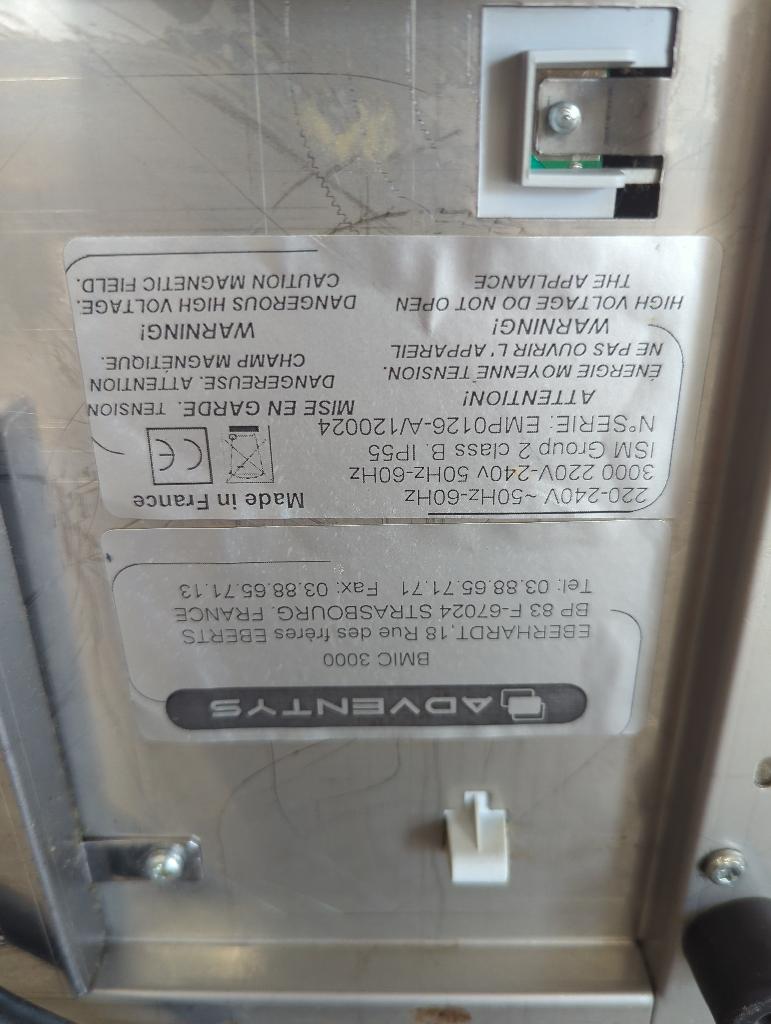 ADVENTYS
BMIC 3000
EBERHARDT, 18 Rue des frères EBERTS
BP 83 F-67024 STRASBOURG. FRANCE
Tel: 03.88.65.71.71 Fax: 03.88.65.71.13
220-240V ~50Hz-60Hz
3000 220V-240v 50Hz-60Hz
ISM Group 2 class B. IP55
N°SERIE: EMP0126-A/120024
ATTENTION!
ÉNERGIE MOYENNE TENSION.
NE PAS OUVRIR L'APPAREIL
WARNING!
HIGH VOLTAGE DO NOT OPEN
THE APPLIANCE
Made in France
CE
MISE EN GARDE. TENSION
DANGEREUSE. ATTENTION
CHAMP MAGNÉTIQUE.
WARNING!
DANGEROUS HIGH VOLTAGE.
CAUTION MAGNETIC FIELD.